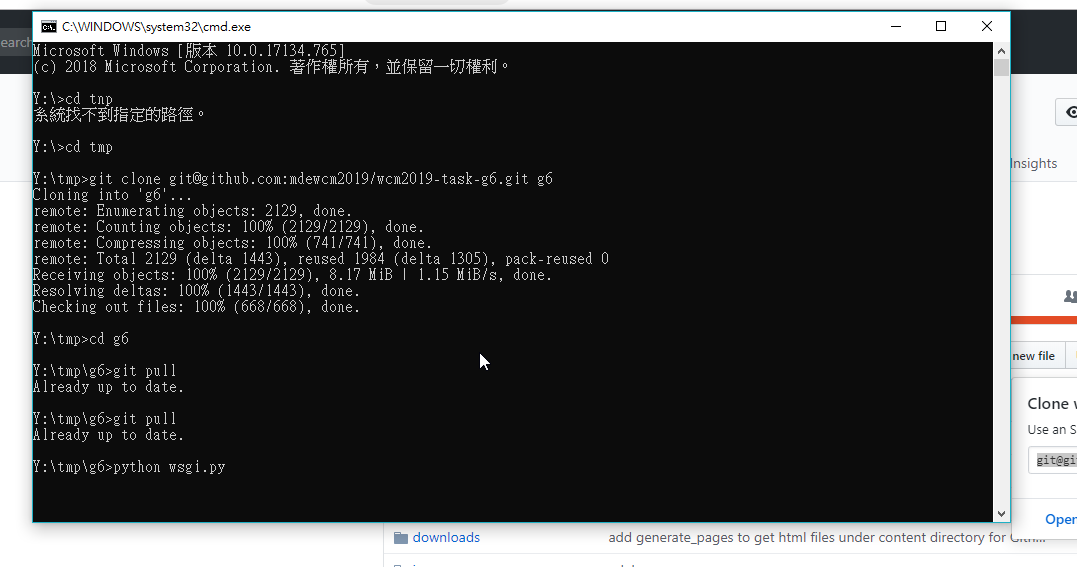 C:\WINDOWS\system32\cmd.exe
earch
Microsoft Windows [版本 10.0.17134.765]
(c) 2018 Microsoft Corporation. 著作權所有，並保留一切權利。
Y:\>cd tnp
系統找不到指定的路徑。
Y:\>cd tmp
Y:\tmp>git clone git@github.com:mdewcm2019/wcm2019-task-g6.git g6
Cloning into 'g6'...
remote: Enumerating objects: 2129, done.
remote: Counting objects: 100% (2129/2129), done.
remote: Compressing objects: 100% (741/741), done.
remote: Total 2129 (delta 1443), reused 1984 (delta 1305), pack-reused 0
Receiving objects: 100% (2129/2129), 8.17 MiB | 1.15 MiB/s, done.
Resolving deltas: 100% (1443/1443), done.
Checking out files: 100% (668/668), done.
Y:\tmp>cd g6
Y:\tmp\g6>git pull
Already up to date.
Y:\tmp\g6>git pull
Already up to date.
Y:\tmp\g6>python wsgi.py
Insights
new file
Clone w
Use an S
git@gi
Open
downloads
add generate_pages to get html files under content directory for Gith...